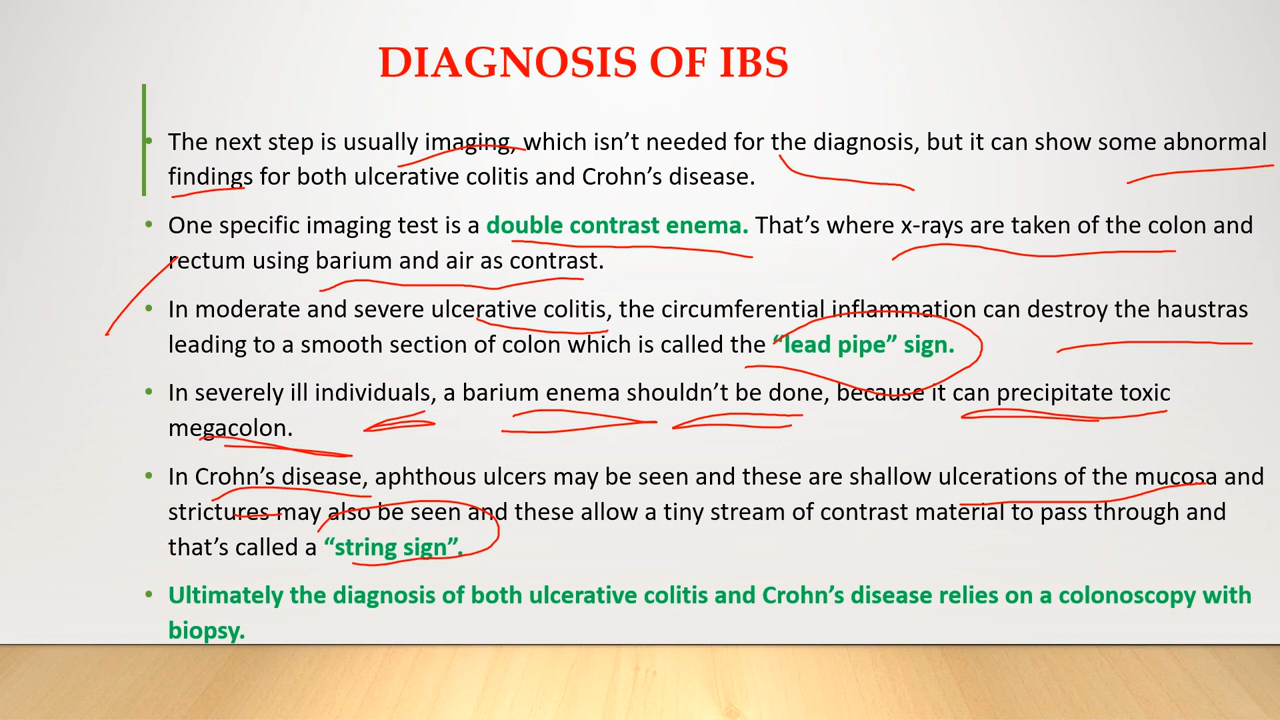 DIAGNOSIS OF IBS
• The next step is usually imaging, which isn’t needed for the diagnosis, but it can show some abnormal
findings for both ulcerative colitis and Crohn’s disease.
• One specific imaging test is a double contrast enema. That’s where x-rays are taken of the colon and
rectum using barium and air as contrast.
• In moderate and severe ulcerative colitis, the circumferential inflammation can destroy the haustras
leading to a smooth section of colon which is called the “lead pipe” sign.
• In severely ill individuals, a barium enema shouldn’t be done, because it can precipitate toxic
megacolon.
• In Crohn’s disease, aphthous ulcers may be seen and these are shallow ulcerations of the mucosa and
strictures may also be seen and these allow a tiny stream of contrast material to pass through and
that’s called a “string sign”.
• Ultimately the diagnosis of both ulcerative colitis and Crohn’s disease relies on a colonoscopy with
biopsy.